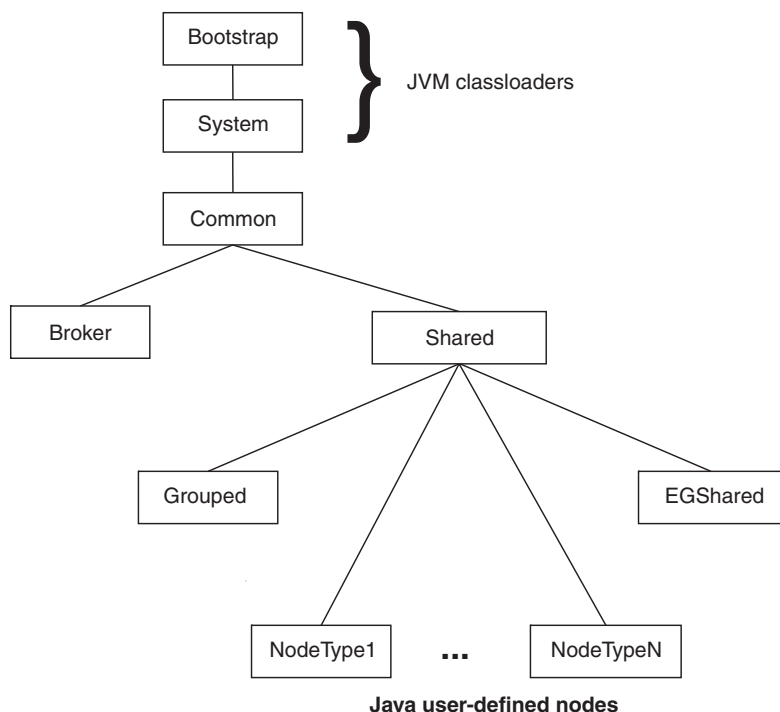 Bootstrap
JVM classloaders
System
Common
Broker
Shared
Grouped
EGShared
NodeType1
...
NodeTypeN
Java user-defined nodes